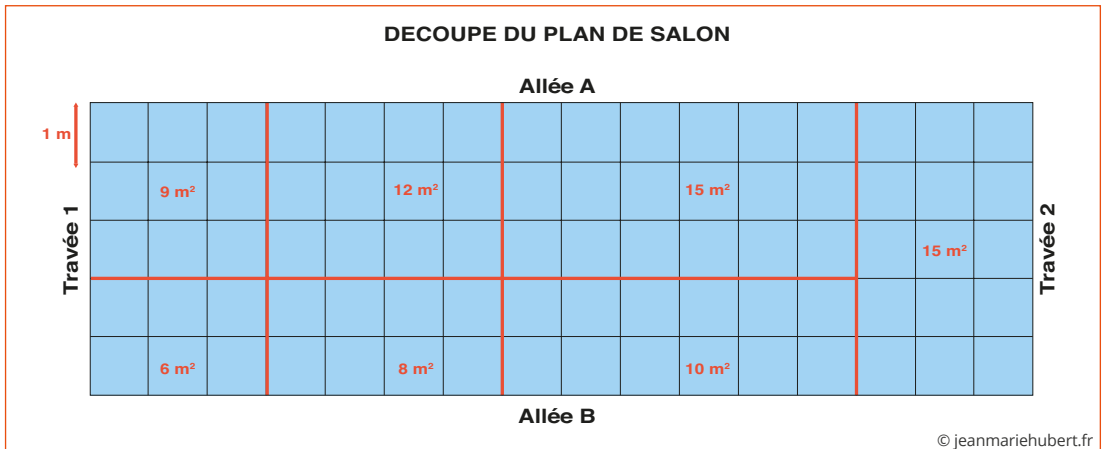 DECOUPE DU PLAN DE SALON
Allée A
1 m
9 m²
12 m²
15 m²
Travée 1
15 m²
Travée 2
6 m²
8 m²
10 m²
Allée B
© jeanmariehubert.fr